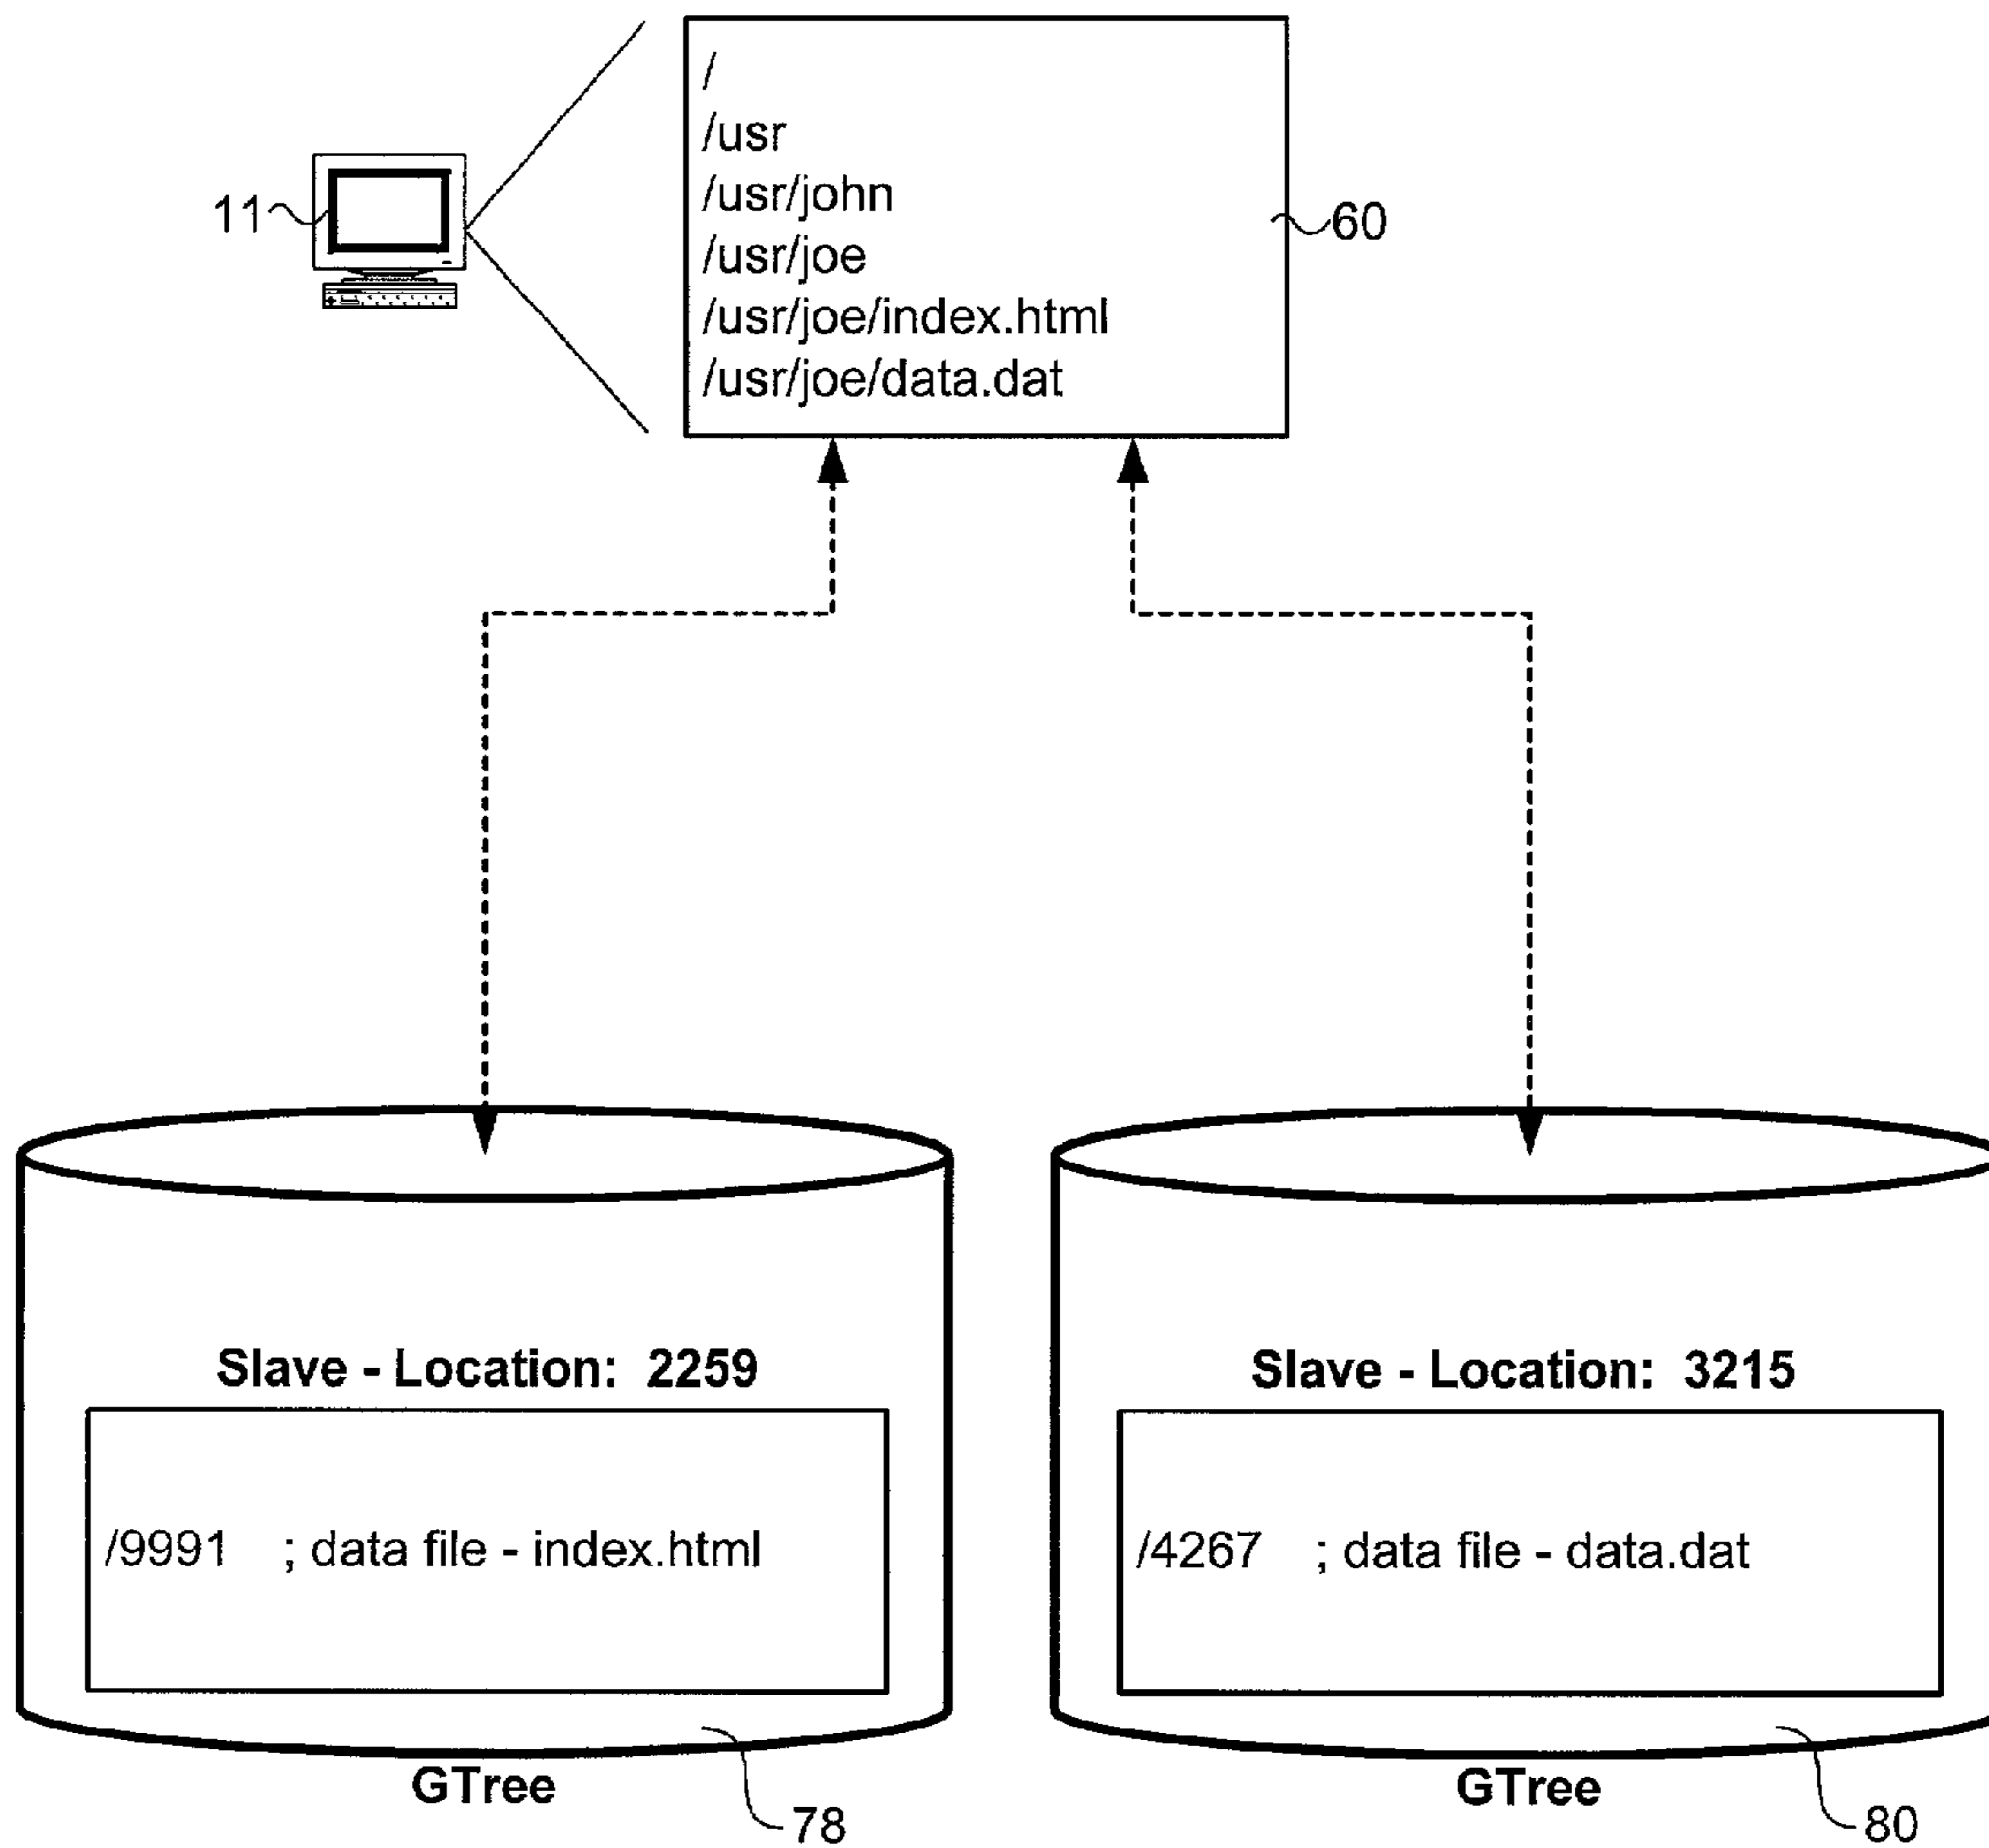 /
/usr
/usr/john
/usr/joe
/usr/joe/index.html
/usr/joe/data.dat
11
60
Slave - Location: 2259
/9991 ; data file - index.html
GTree
78
Slave - Location: 3215
/4267 ; data file - data.dat
GTree
80